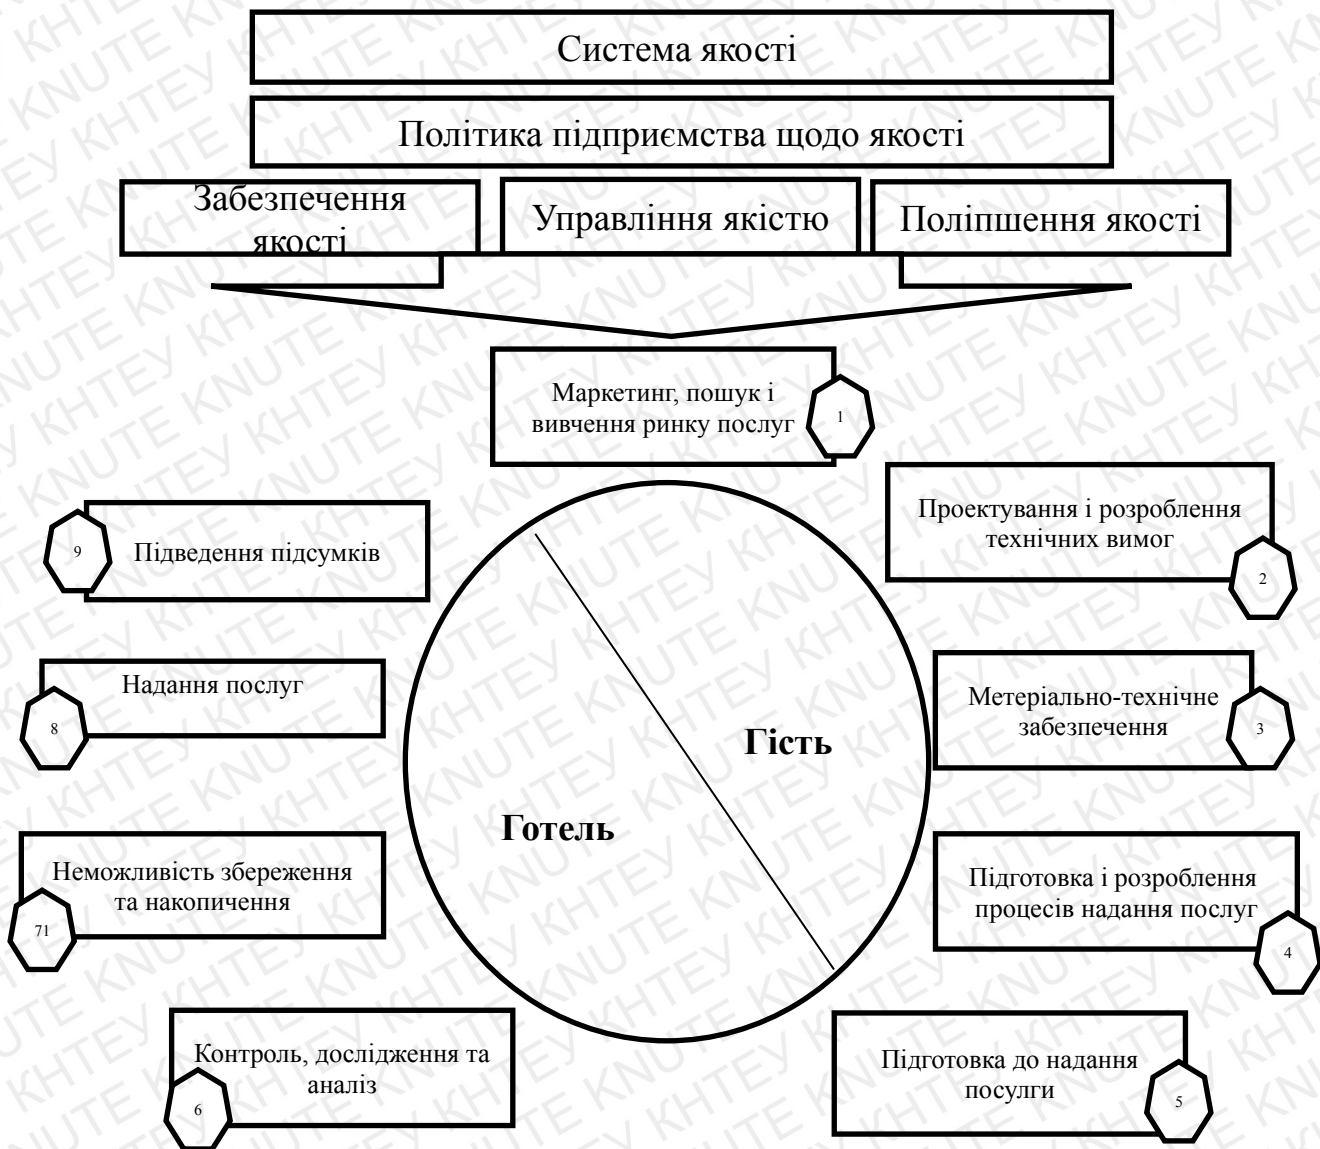 Система якості
Політика підприємства щодо якості
Забезпечення
якості
Управління якістю
Поліпшення якості
Маркетинг, пошук і
вивчення ринку послуг
1
Проектування і розроблення
технічних вимог
2
Метеріально-технічне
забезпечення
3
Підготовка і розроблення
процесів надання послуг
4
Підготовка до надання
посулги
5
Контроль, дослідження та
аналіз
6
Неможливість збереження
та накопичення
71
Надання послуг
8
Підведення підсумків
9
Гість
Готель
KNUTE КНТЕУ